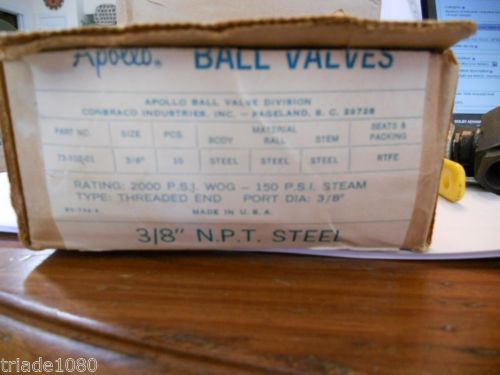 Apollo® BALL VALVES
APOLLO BALL VALVE DIVISION
CONBRACO INDUSTRIES, INC. — PAGELAND, S. C. 29728
PART NO. SIZE PCS. BODY MATERIAL BALL STEM SEATS & PACKING
3/8" 10 STEEL STEEL STEEL RTFE
RATING: 2000 P.S.I. WOG — 150 P.S.I. STEAM
TYPE: THREADED END PORT DIA: 3/8"
MADE IN U.S.A.
3/8" N.P.T. STEEL
triade1080